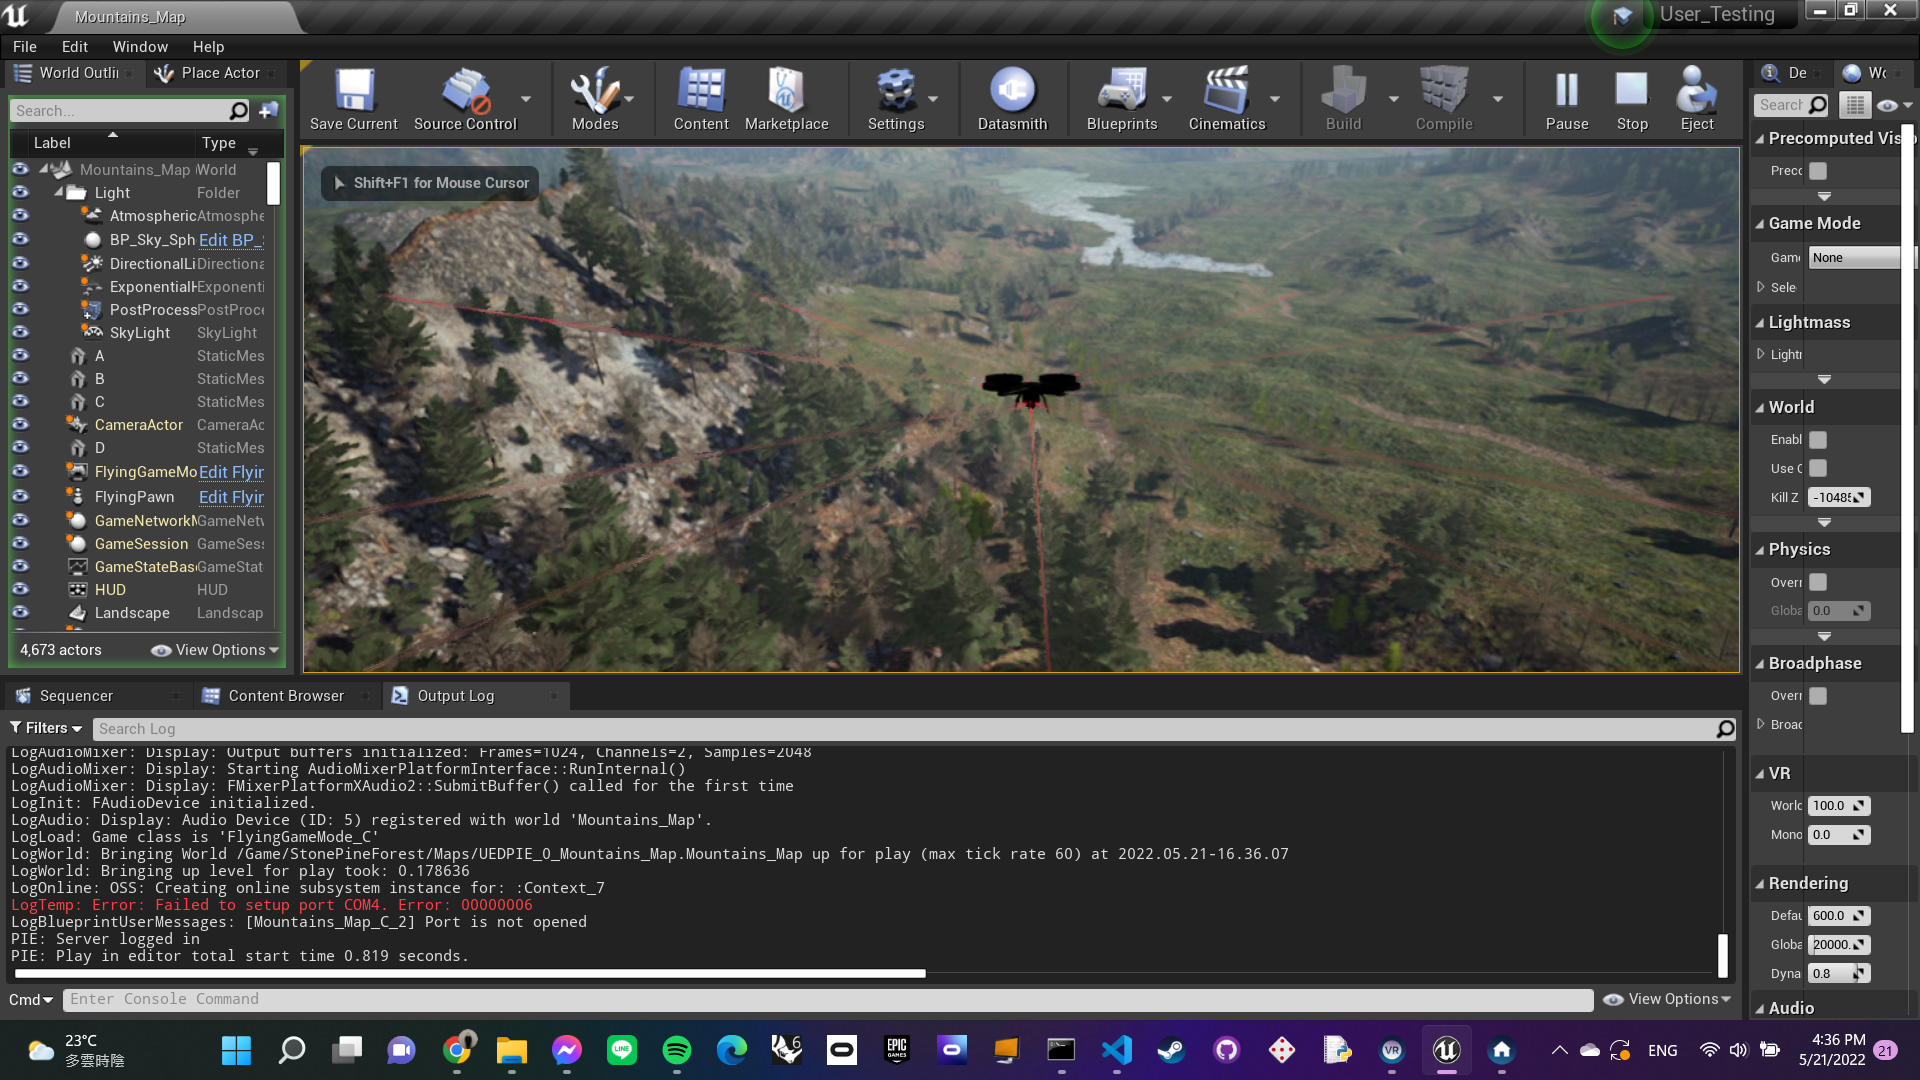 Mountains_Map
User_Testing
File Edit Window Help
World Outli
Place Actor
Search...
Label Type
Mountains_Map World
Light Folder
Atmospheric Atmosphe
BP_Sky_Sph Edit BP_
DirectionalLi Directiona
Exponential Exponenti
PostProcess PostProce
SkyLight SkyLight
A StaticMes
B StaticMes
C StaticMes
CameraActor CameraAc
D StaticMes
FlyingGameMo Edit Flyin
FlyingPawn Edit Flyin
GameNetwork GameNetw
GameSession GameSess
GameStateBas GameStat
HUD HUD
Landscape Landscap
4,673 actors View Options
Save Current
Source Control
Modes
Content
Marketplace
Settings
Datasmith
Blueprints
Cinematics
Build
Compile
Pause
Stop
Eject
Shift+F1 for Mouse Cursor
De
Wo
Search
Precomputed Vis
Preco
Game Mode
Game None
Sele
Lightmass
Lightm
World
Enabl
Use C
Kill Z -10485
Physics
Overr
Globa 0.0
Broadphase
Overr
Broad
VR
World 100.0
Mono 0.0
Rendering
Defau 600.0
Globa 20000.
Dyna 0.8
Audio
Sequencer
Content Browser
Output Log
Filters
Search Log
LogAudioMixer: Display: Output buffers initialized: Frames=1024, Channels=2, Samples=2048
LogAudioMixer: Display: Starting AudioMixerPlatformInterface::RunInternal()
LogAudioMixer: Display: FMixerPlatformXAudio2::SubmitBuffer() called for the first time
LogInit: FAudioDevice initialized.
LogAudio: Display: Audio Device (ID: 5) registered with world 'Mountains_Map'.
LogLoad: Game class is 'FlyingGameMode_C'
LogWorld: Bringing World /Game/StonePineForest/Maps/UEDPIE_0_Mountains_Map.Mountains_Map up for play (max tick rate 60) at 2022.05.21-16.36.07
LogWorld: Bringing up level for play took: 0.178636
LogOnline: OSS: Creating online subsystem instance for: :Context_7
LogTemp: Error: Failed to setup port COM4. Error: 00000006
LogBlueprintUserMessages: [Mountains_Map_C_2] Port is not opened
PIE: Server logged in
PIE: Play in editor total start time 0.819 seconds.
Cmd
Enter Console Command
View Options
23°C
多雲時陰
6
EPIC
GAMES
VR
ENG
4:36 PM
5/21/2022
21